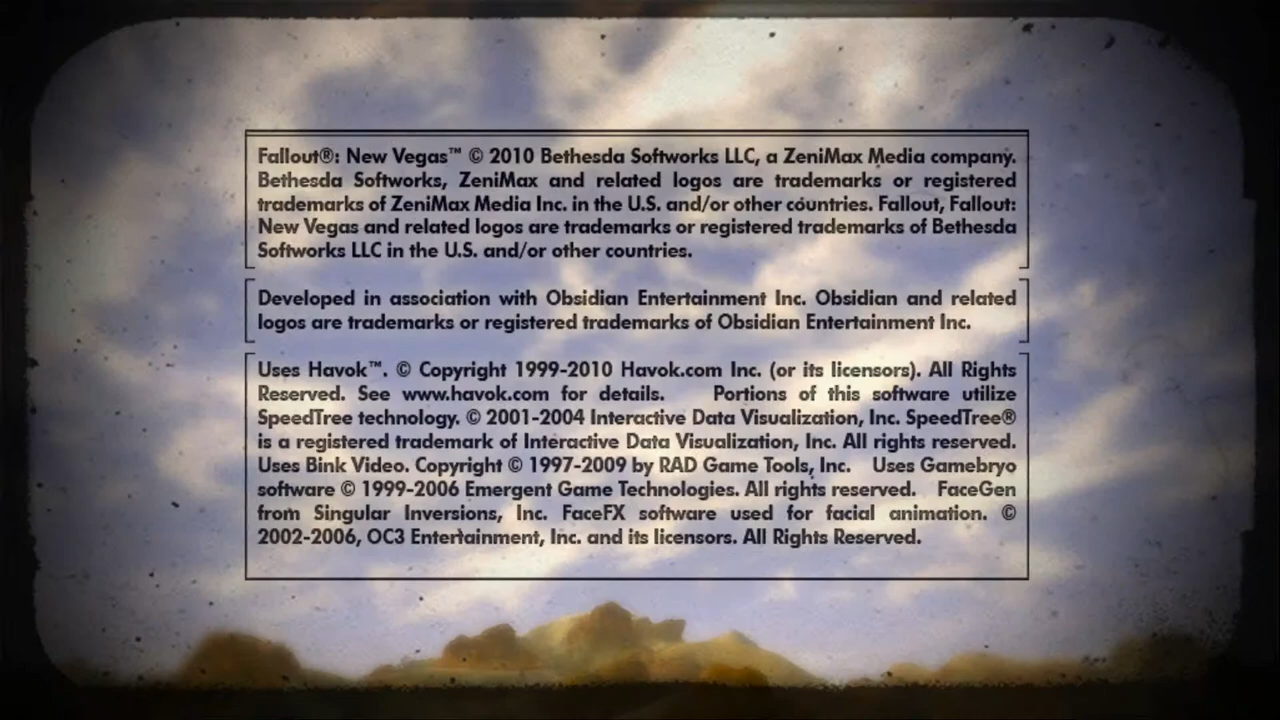 Fallout®: New Vegas™ © 2010 Bethesda Softworks LLC, a ZeniMax Media company.
Bethesda Softworks, ZeniMax and related logos are trademarks or registered
trademarks of ZeniMax Media Inc. in the U.S. and/or other countries. Fallout, Fallout:
New Vegas and related logos are trademarks or registered trademarks of Bethesda
Softworks LLC in the U.S. and/or other countries.
Developed in association with Obsidian Entertainment Inc. Obsidian and related
logos are trademarks or registered trademarks of Obsidian Entertainment Inc.
Uses Havok™. © Copyright 1999-2010 Havok.com Inc. (or its licensors). All Rights
Reserved. See www.havok.com for details. Portions of this software utilize
SpeedTree technology. © 2001-2004 Interactive Data Visualization, Inc. SpeedTree®
is a registered trademark of Interactive Data Visualization, Inc. All rights reserved.
Uses Bink Video. Copyright © 1997-2009 by RAD Game Tools, Inc. Uses Gamebryo
software © 1999-2006 Emergent Game Technologies. All rights reserved. FaceGen
from Singular Inversions, Inc. FaceFX software used for facial animation. ©
2002-2006, OC3 Entertainment, Inc. and its licensors. All Rights Reserved.